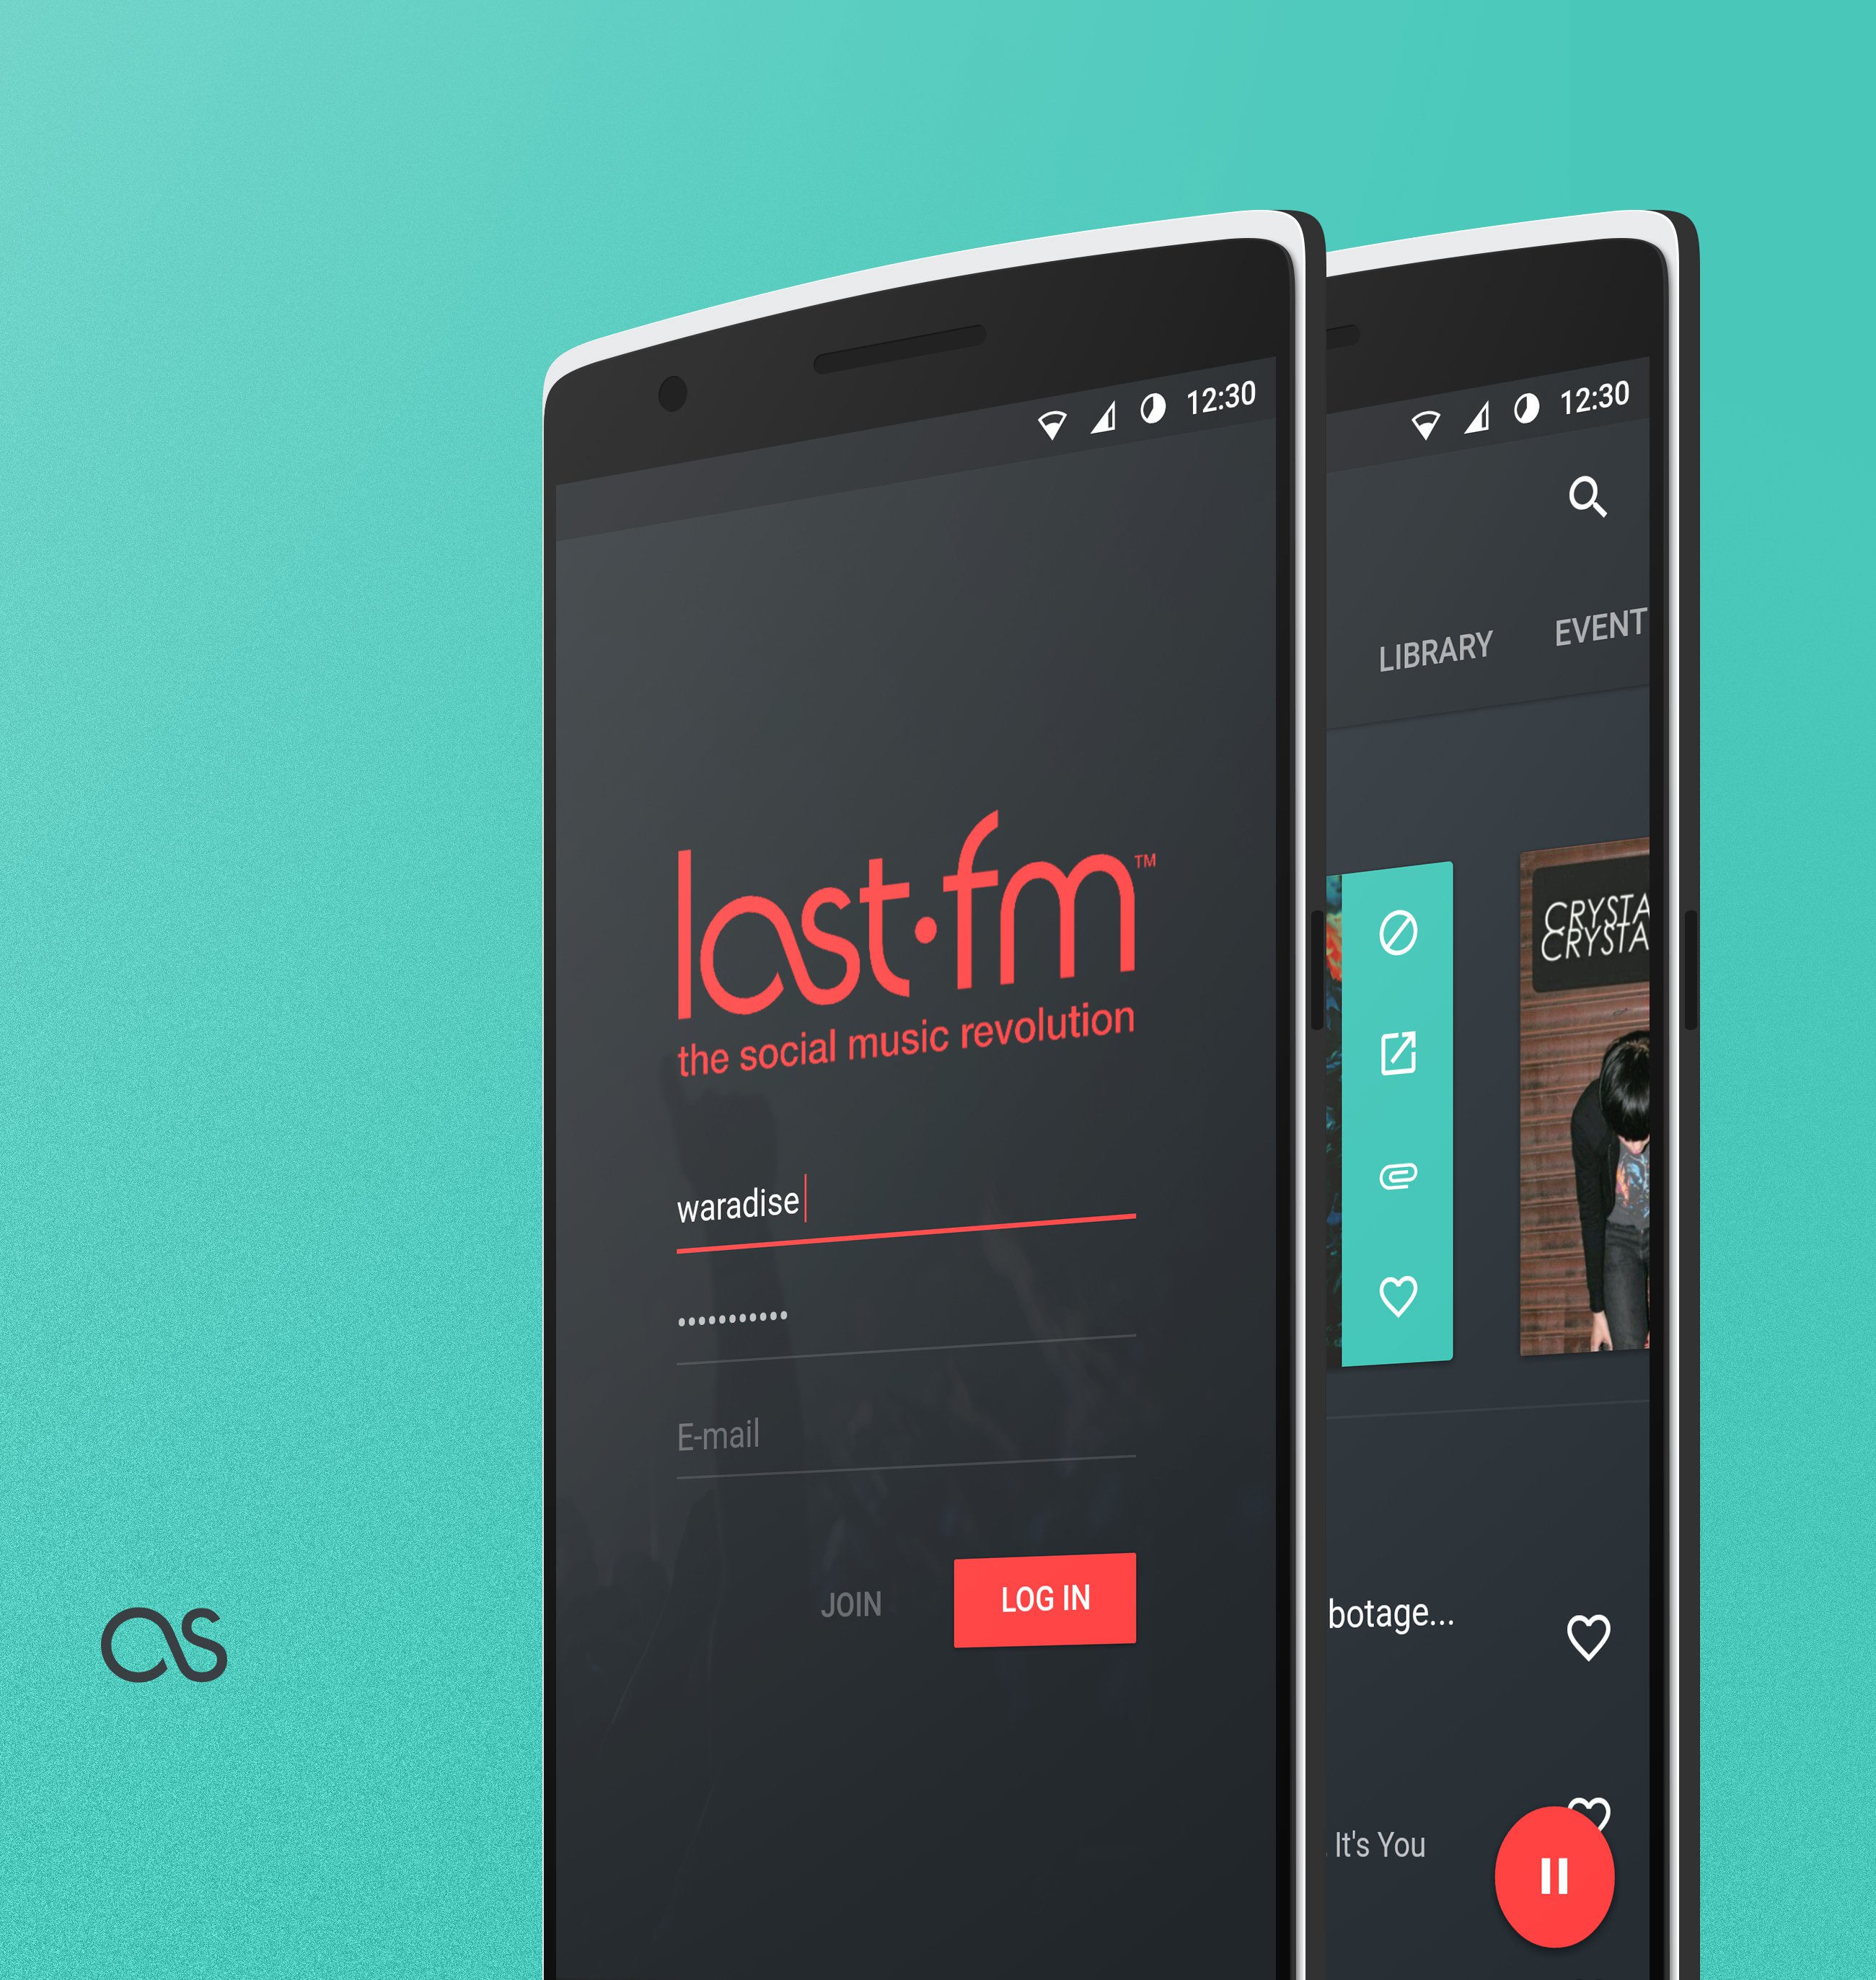 12:30
last.fm™
the social music revolution
waradise
E-mail
JOIN
LOG IN
as
12:30
LIBRARY
EVENT
CRYSTA
CRYSTA
botage...
. It's You